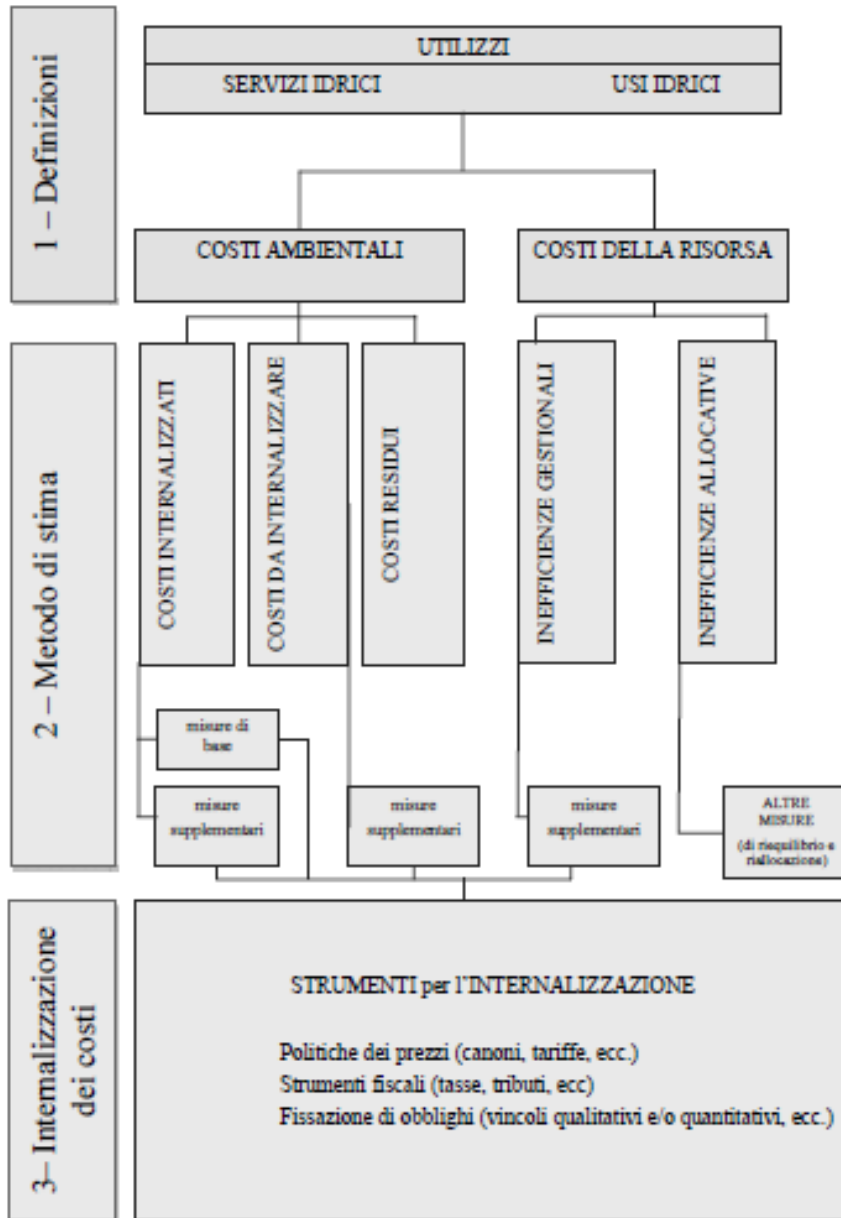 1 – Definizioni
UTILIZZI
SERVIZI IDRICI
USI IDRICI
COSTI AMBIENTALI
COSTI DELLA RISORSA
2 – Metodo di stima
COSTI INTERNALIZZATI
COSTI DA INTERNALIZZARE
COSTI RESIDUI
INEFFICIENZE GESTIONALI
INEFFICIENZE ALLOCATIVE
misure di
base
misure
supplementari
misure
supplementari
misure
supplementari
ALTRE
MISURE
(di riequilibrio e
riallocazione)
3– Internalizzazione
dei costi
STRUMENTI per l'INTERNALIZZAZIONE
Politiche dei prezzi (canoni, tariffe, ecc.)
Strumenti fiscali (tasse, tributi, ecc)
Fissazione di obblighi (vincoli qualitativi e/o quantitativi, ecc.)